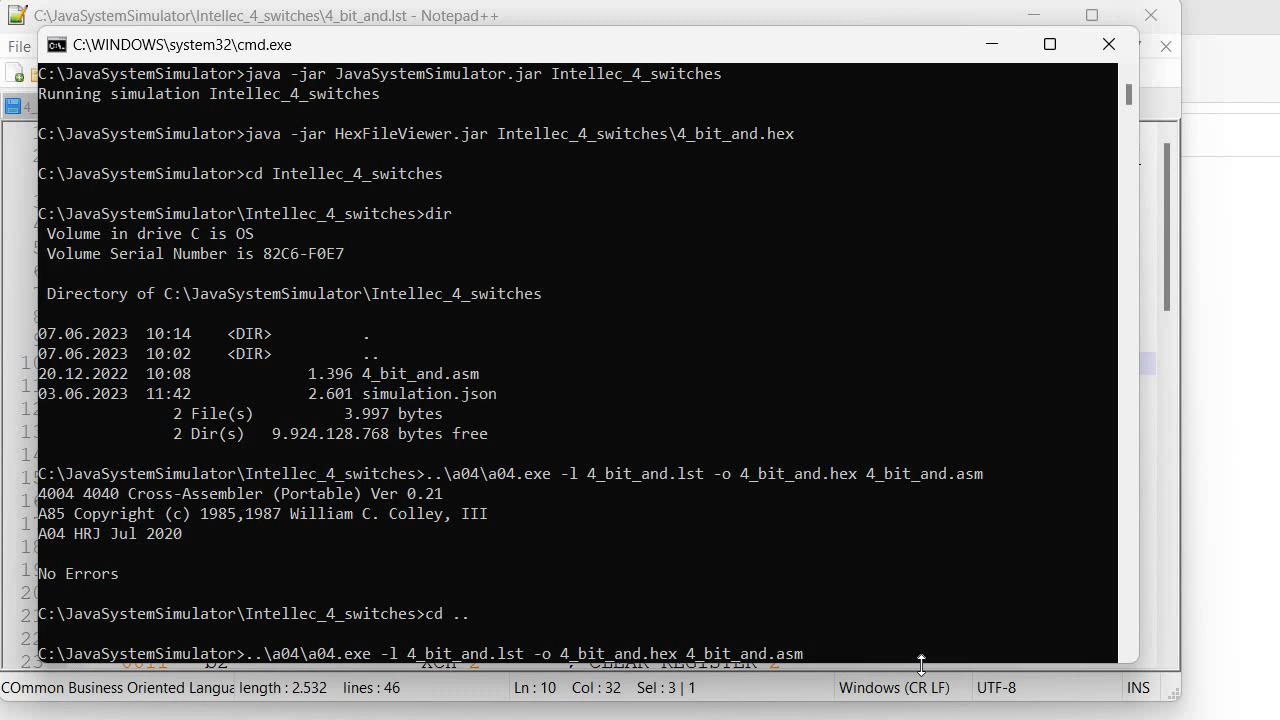 C:\JavaSystemSimulator\Intellec_4_switches\4_bit_and.lst - Notepad++
File
C:\WINDOWS\system32\cmd.exe
C:\JavaSystemSimulator>java -jar JavaSystemSimulator.jar Intellec_4_switches
Running simulation Intellec_4_switches
C:\JavaSystemSimulator>java -jar HexFileViewer.jar Intellec_4_switches\4_bit_and.hex
C:\JavaSystemSimulator>cd Intellec_4_switches
C:\JavaSystemSimulator\Intellec_4_switches>dir
Volume in drive C is OS
Volume Serial Number is 82C6-F0E7
Directory of C:\JavaSystemSimulator\Intellec_4_switches
07.06.2023  10:14    <DIR>          .
07.06.2023  10:02    <DIR>          ..
20.12.2022  10:08             1.396 4_bit_and.asm
03.06.2023  11:42             2.601 simulation.json
2 File(s)          3.997 bytes
2 Dir(s)   9.924.128.768 bytes free
C:\JavaSystemSimulator\Intellec_4_switches>..\a04\a04.exe -l 4_bit_and.lst -o 4_bit_and.hex 4_bit_and.asm
4004 4040 Cross-Assembler (Portable) Ver 0.21
A85 Copyright (c) 1985,1987 William C. Colley, III
A04 HRJ Jul 2020
No Errors
C:\JavaSystemSimulator\Intellec_4_switches>cd ..
C:\JavaSystemSimulator>..\a04\a04.exe -l 4_bit_and.lst -o 4_bit_and.hex 4_bit_and.asm
COmmon Business Oriented Langua length : 2.532 lines : 46 Ln : 10 Col : 32 Sel : 3 | 1 Windows (CR LF) UTF-8 INS